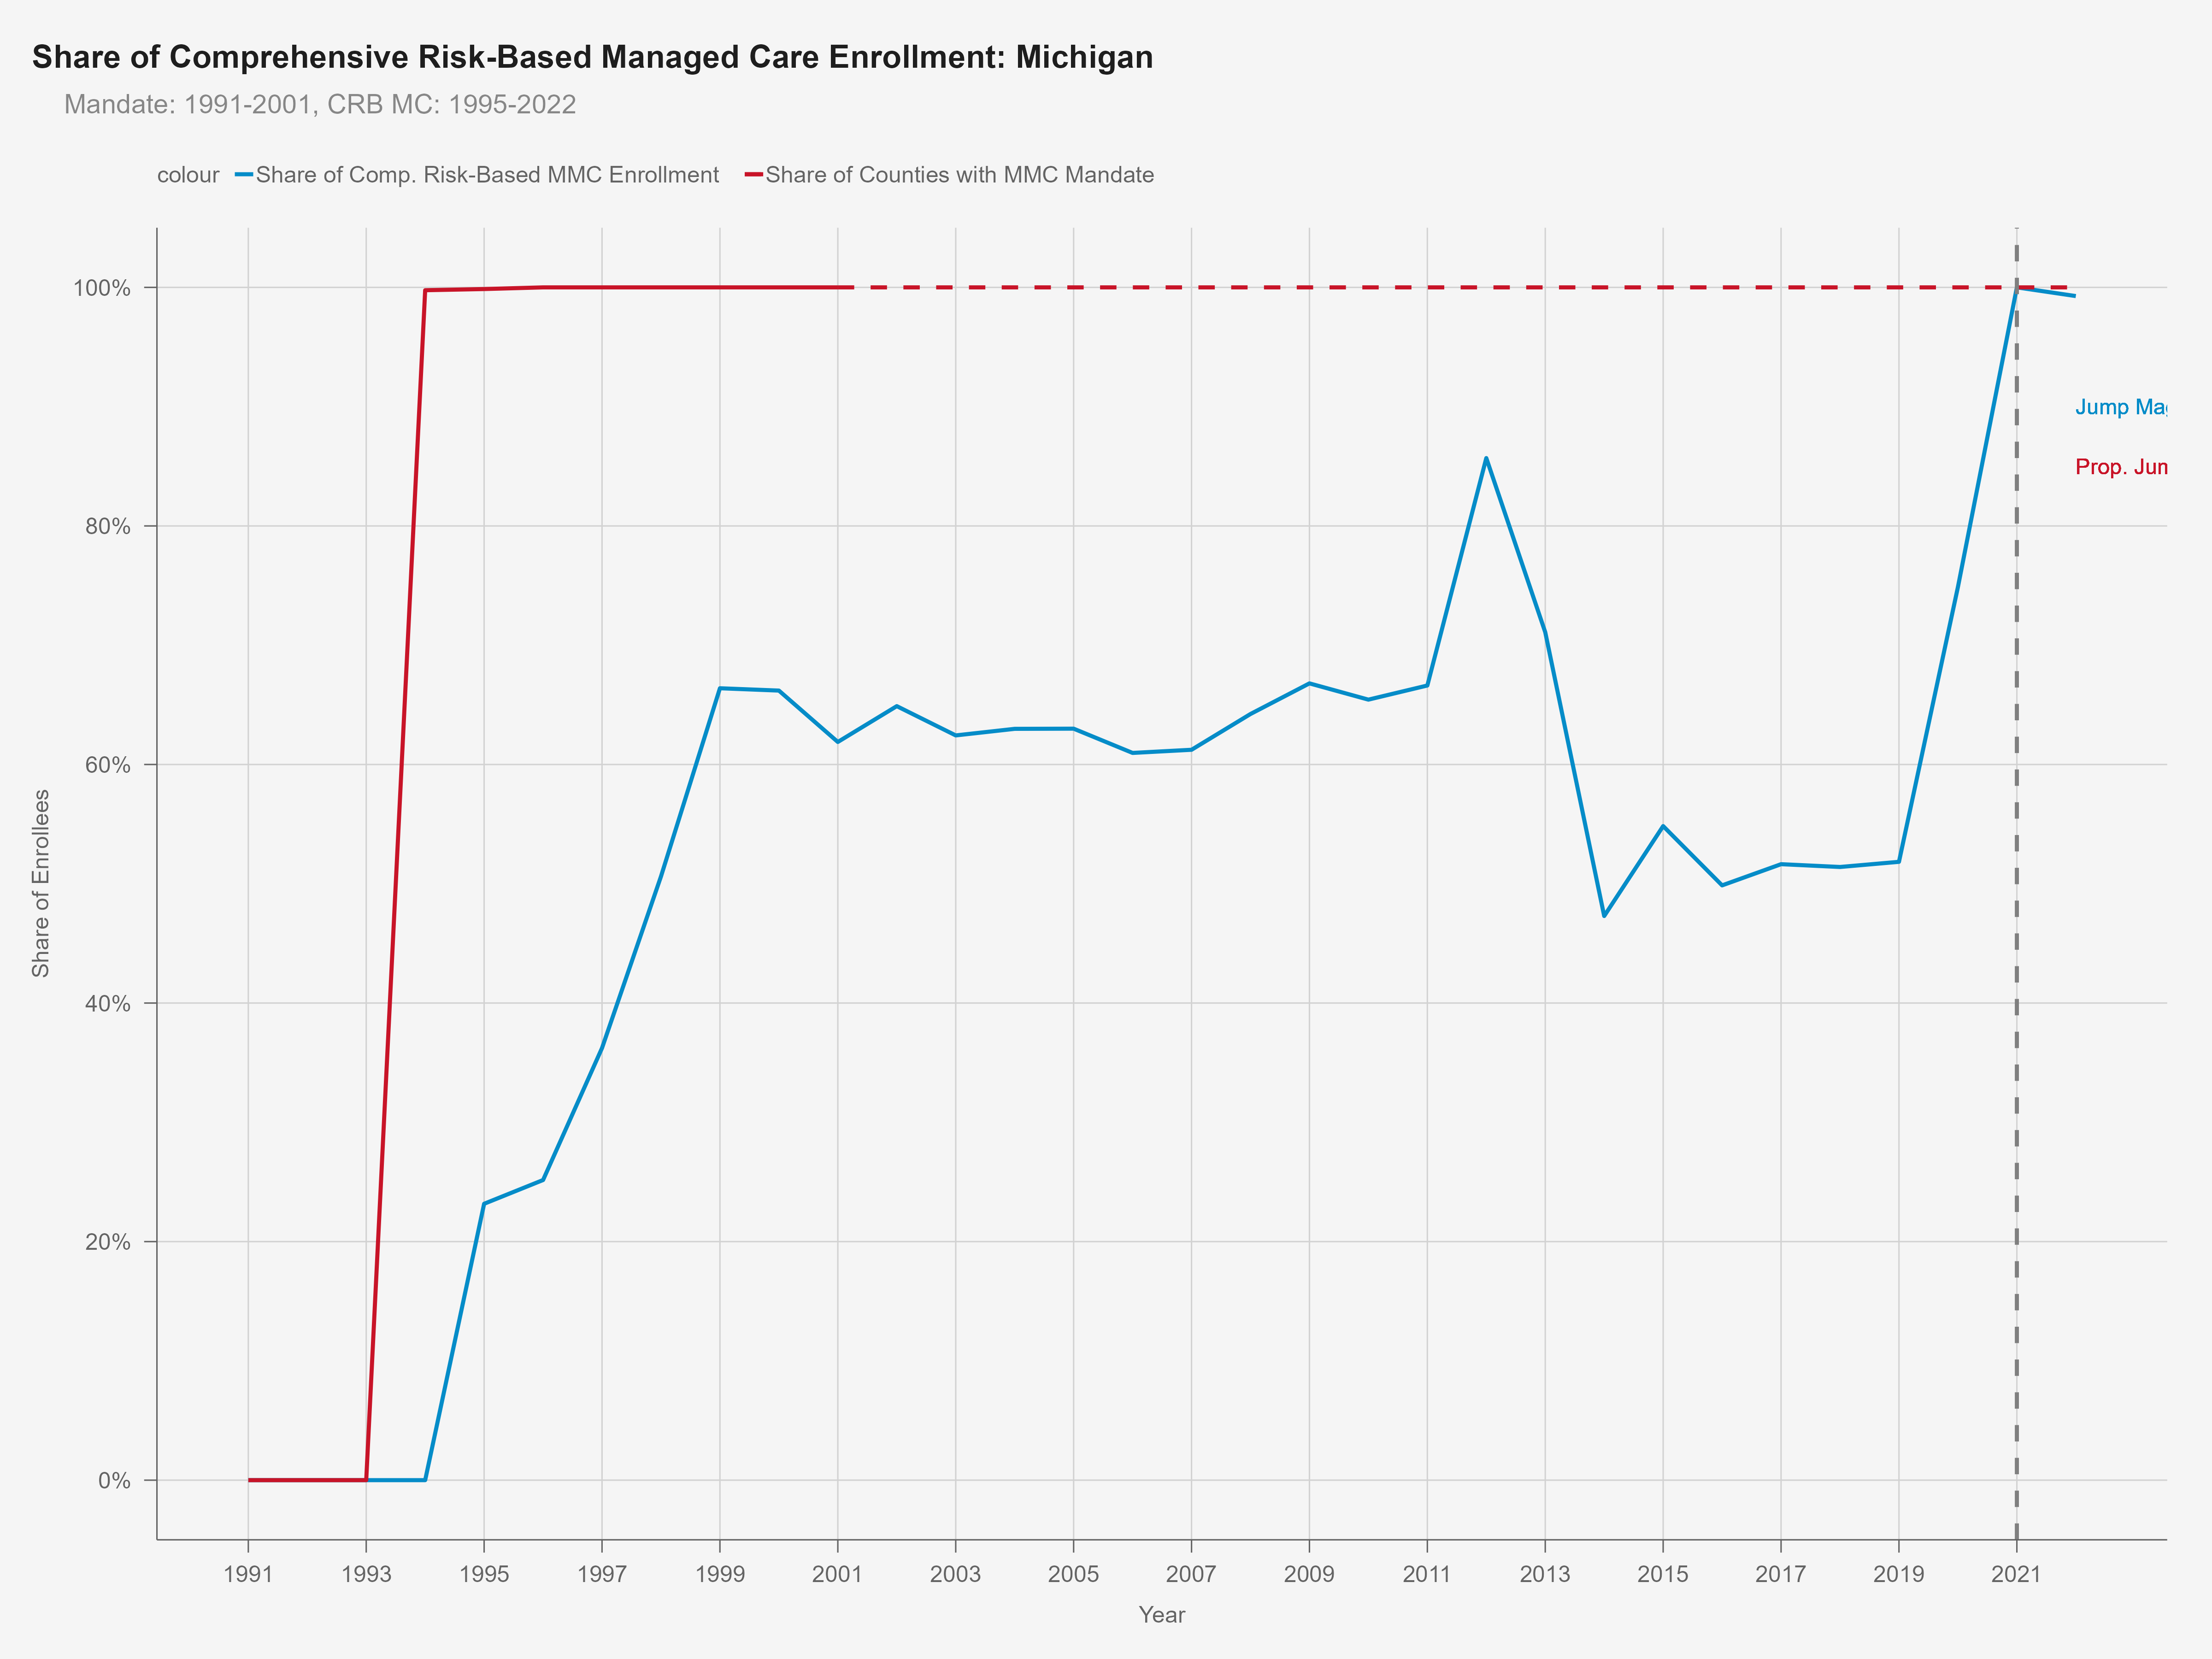 Share of Comprehensive Risk-Based Managed Care Enrollment: Michigan
Mandate: 1991-2001, CRB MC: 1995-2022
colour Share of Comp. Risk-Based MMC Enrollment Share of Counties with MMC Mandate
100%
80%
60%
40%
20%
0%
Share of Enrollees
Jump
Prop.
1991 1993 1995 1997 1999 2001 2003 2005 2007 2009 2011 2013 2015 2017 2019 2021
Year